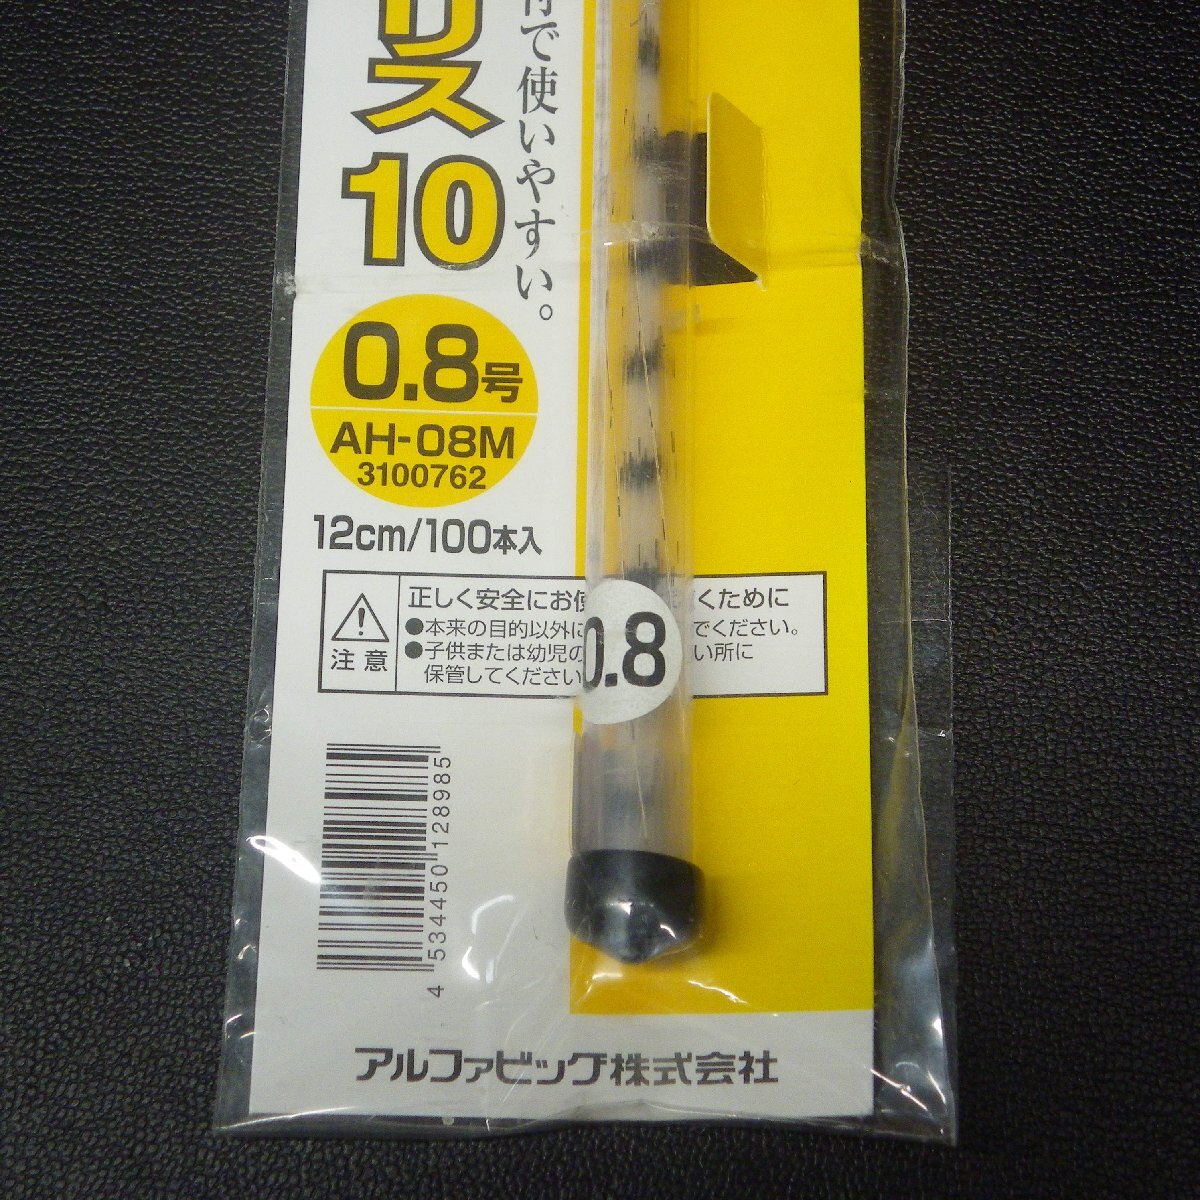 リス
10
で使いやすい。
0.8号
AH-08M
3100762
12cm/100本入
注意
正しく安全にお使 くために
●本来の目的以外に でください。
●子供または幼児の い所に
保管してください
0.8
4 534450 128985
アルファビッグ株式会社